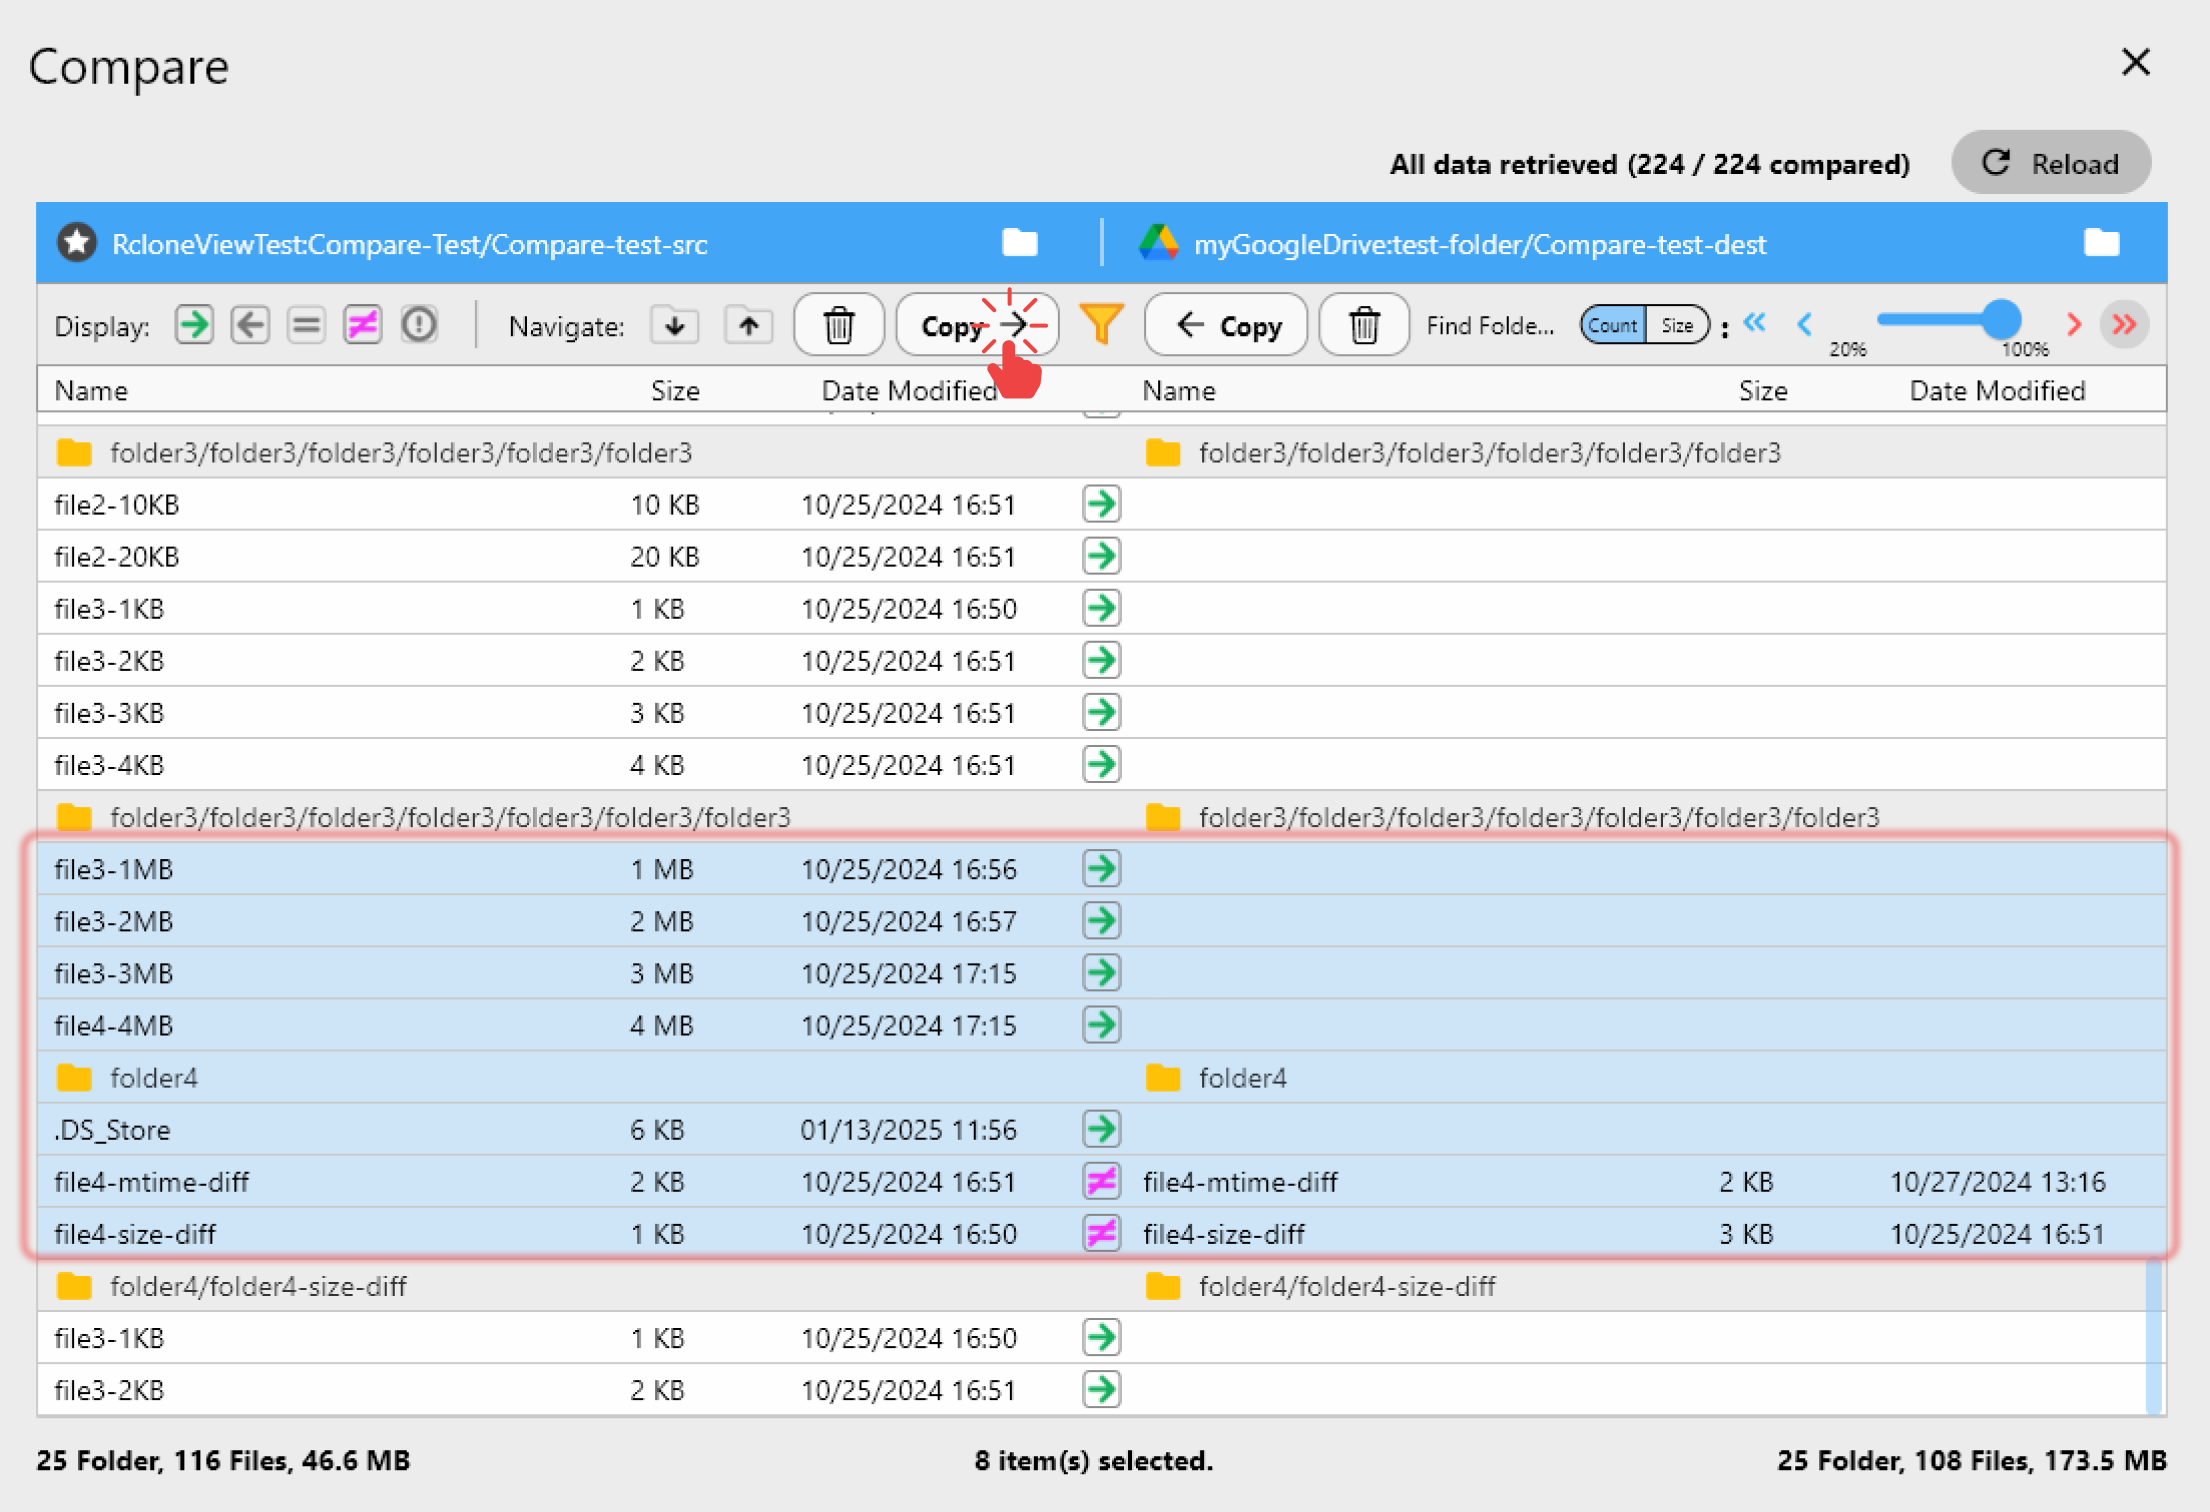 Compare
All data retrieved (224 / 224 compared) Reload
RcloneViewTest:Compare-Test/Compare-test-src myGoogleDrive:test-folder/Compare-test-dest
Display: Navigate: Copy Copy Find Folde... Count Size : 20% 100%
Name Size Date Modified Name Size Date Modified
folder3/folder3/folder3/folder3/folder3/folder3 folder3/folder3/folder3/folder3/folder3/folder3
file2-10KB 10 KB 10/25/2024 16:51
file2-20KB 20 KB 10/25/2024 16:51
file3-1KB 1 KB 10/25/2024 16:50
file3-2KB 2 KB 10/25/2024 16:51
file3-3KB 3 KB 10/25/2024 16:51
file3-4KB 4 KB 10/25/2024 16:51
folder3/folder3/folder3/folder3/folder3/folder3/folder3 folder3/folder3/folder3/folder3/folder3/folder3/folder3
file3-1MB 1 MB 10/25/2024 16:56
file3-2MB 2 MB 10/25/2024 16:57
file3-3MB 3 MB 10/25/2024 17:15
file4-4MB 4 MB 10/25/2024 17:15
folder4 folder4
.DS_Store 6 KB 01/13/2025 11:56
file4-mtime-diff 2 KB 10/25/2024 16:51 file4-mtime-diff 2 KB 10/27/2024 13:16
file4-size-diff 1 KB 10/25/2024 16:50 file4-size-diff 3 KB 10/25/2024 16:51
folder4/folder4-size-diff folder4/folder4-size-diff
file3-1KB 1 KB 10/25/2024 16:50
file3-2KB 2 KB 10/25/2024 16:51
25 Folder, 116 Files, 46.6 MB 8 item(s) selected. 25 Folder, 108 Files, 173.5 MB